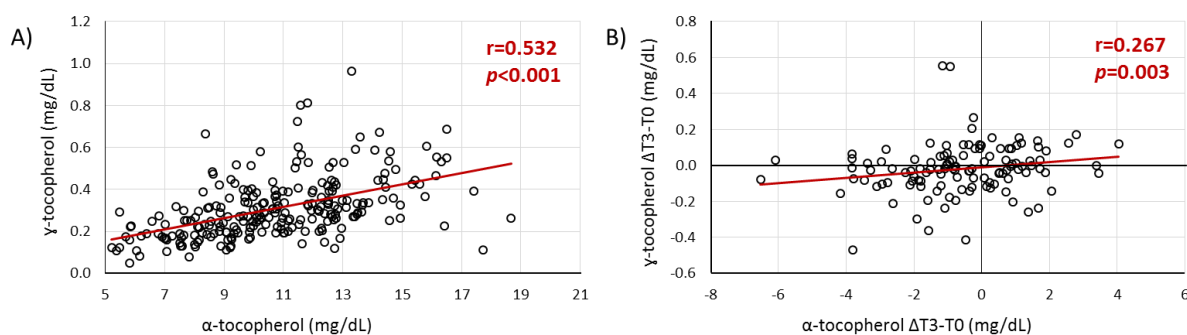 A)
r=0.532
p<0.001
ɣ-tocopherol (mg/dL)
1.2
1.0
0.8
0.6
0.4
0.2
0.0
5 7 9 11 13 15 17 19 21
α-tocopherol (mg/dL)
B)
r=0.267
p=0.003
ɣ-tocopherol ΔT3-T0 (mg/dL)
0.8
0.6
0.4
0.2
0.0
-0.2
-0.4
-0.6
-8 -6 -4 -2 0 2 4 6
α-tocopherol ΔT3-T0 (mg/dL)